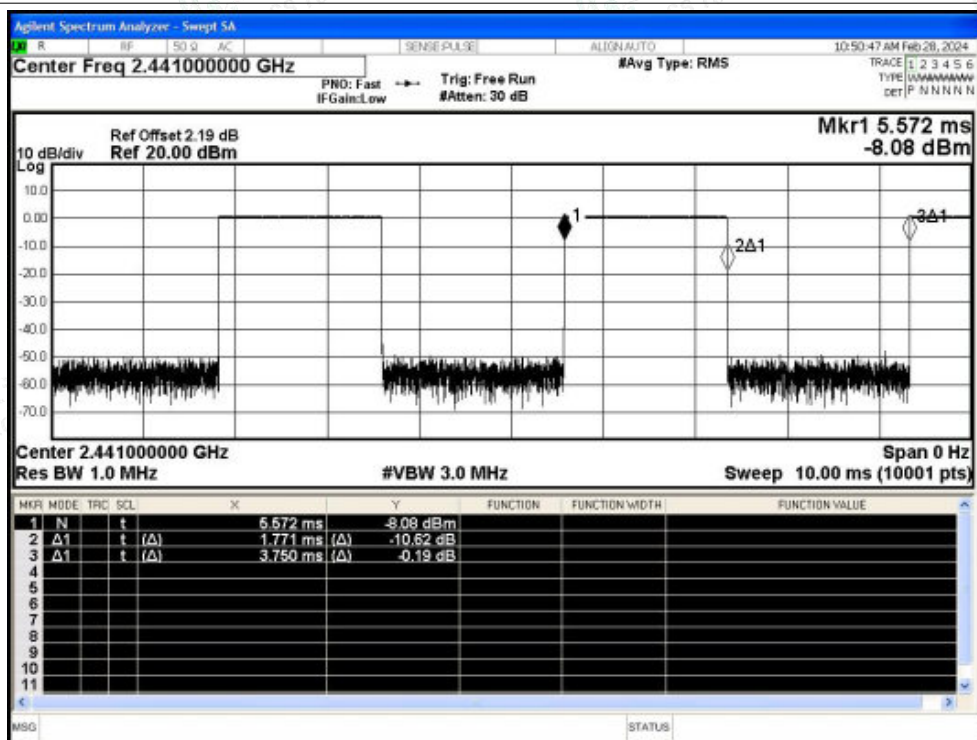 Agilent Spectrum Analyzer - Swept SA
R RF 50 Ω AC SENSE:PULSE ALIGN AUTO 10:50:47 AM Feb 28, 2024
Center Freq 2.441000000 GHz #Avg Type: RMS TRACE 1 2 3 4 5 6
PNO: Fast Trig: Free Run TYPE
IFGain:Low #Atten: 30 dB DET P N N N N N
Mkr1 5.572 ms
Ref Offset 2.19 dB
10 dB/div Ref 20.00 dBm -8.08 dBm
Log
10.0
0.00
1
3Δ1
-10.0
2Δ1
-20.0
-30.0
-40.0
-50.0
-60.0
-70.0
Center 2.441000000 GHz Span 0 Hz
Res BW 1.0 MHz #VBW 3.0 MHz Sweep 10.00 ms (10001 pts)
MKR MODE TRC SCL X Y FUNCTION FUNCTION WIDTH FUNCTION VALUE
1 N t 5.572 ms -8.08 dBm
2 Δ1 t (Δ) 1.771 ms (Δ) -10.62 dB
3 Δ1 t (Δ) 3.750 ms (Δ) -0.19 dB
4
5
6
7
8
9
10
11
MSG STATUS